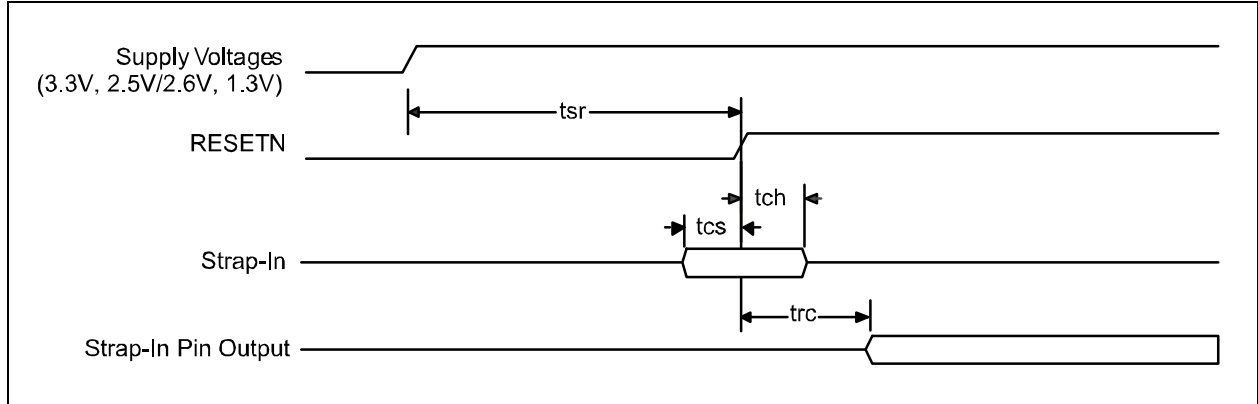 Supply Voltages
(3.3V, 2.5V/2.6V, 1.3V)
tsr
RESETN
tch
tcs
Strap-In
trc
Strap-In Pin Output